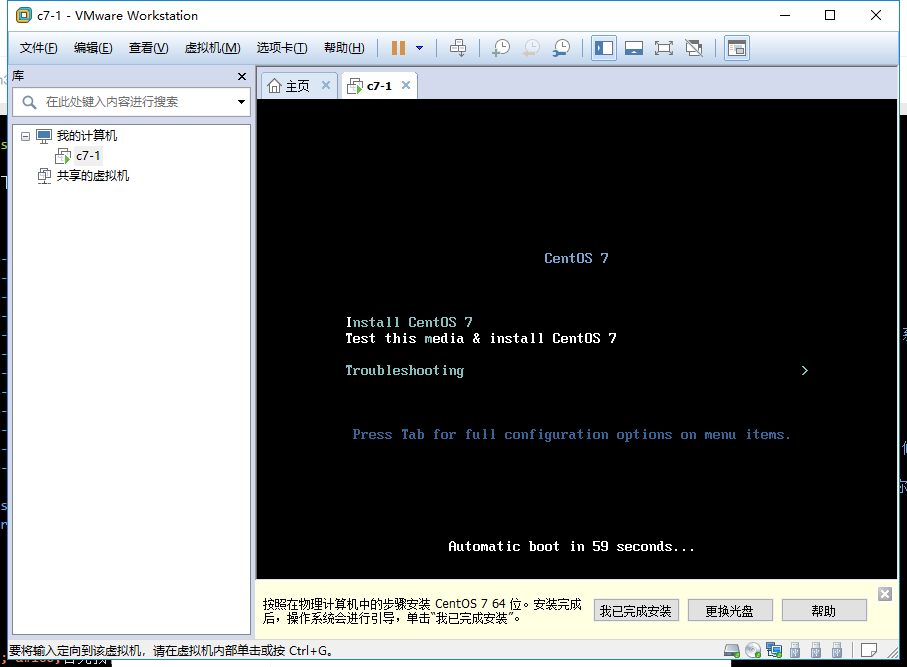 c7-1 - VMware Workstation
文件(F) 编辑(E) 查看(V) 虚拟机(M) 选项卡(T) 帮助(H)
库
在此处键入内容进行搜索
我的计算机
c7-1
共享的虚拟机
主页 c7-1
CentOS 7
Install CentOS 7
Test this media & install CentOS 7
Troubleshooting >
Press Tab for full configuration options on menu items.
Automatic boot in 59 seconds...
按照在物理计算机中的步骤安装 CentOS 7 64 位。安装完成
后，操作系统会进行引导，单击“我已完成安装”。
我已完成安装 更换光盘 帮助
要将输入定向到该虚拟机，请在虚拟机内部单击或按 Ctrl+G。